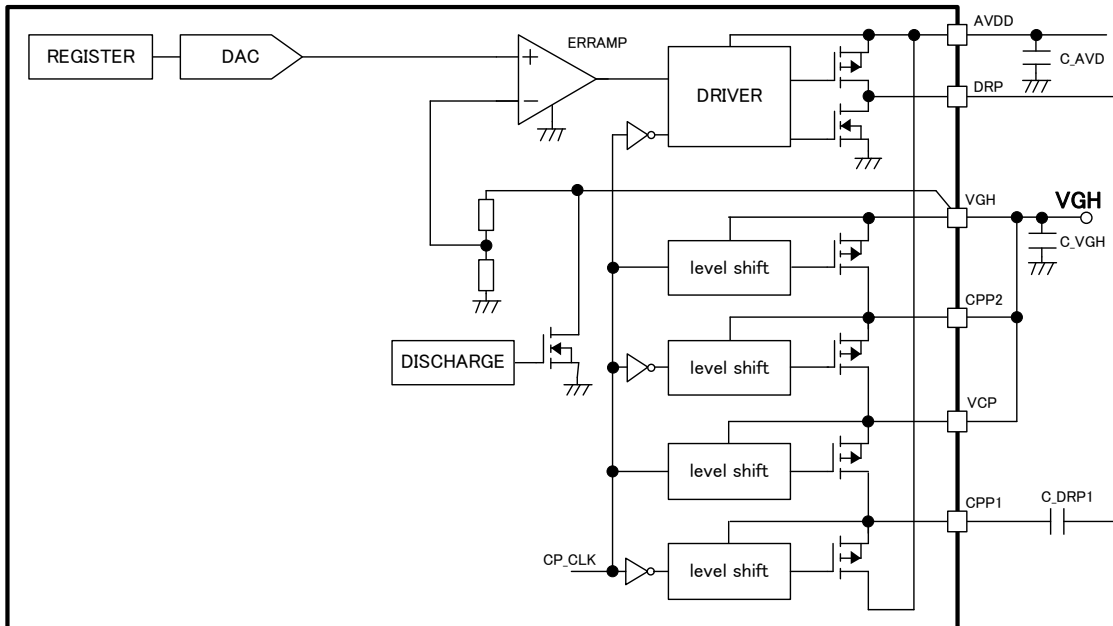 AVDD
REGISTER
DAC
ERRAMP
+
−
DRIVER
C_AVD
DRP
VGH
VGH
C_VGH
level shift
CPP2
DISCHARGE
level shift
VCP
level shift
CPP1
C_DRP1
CP_CLK
level shift